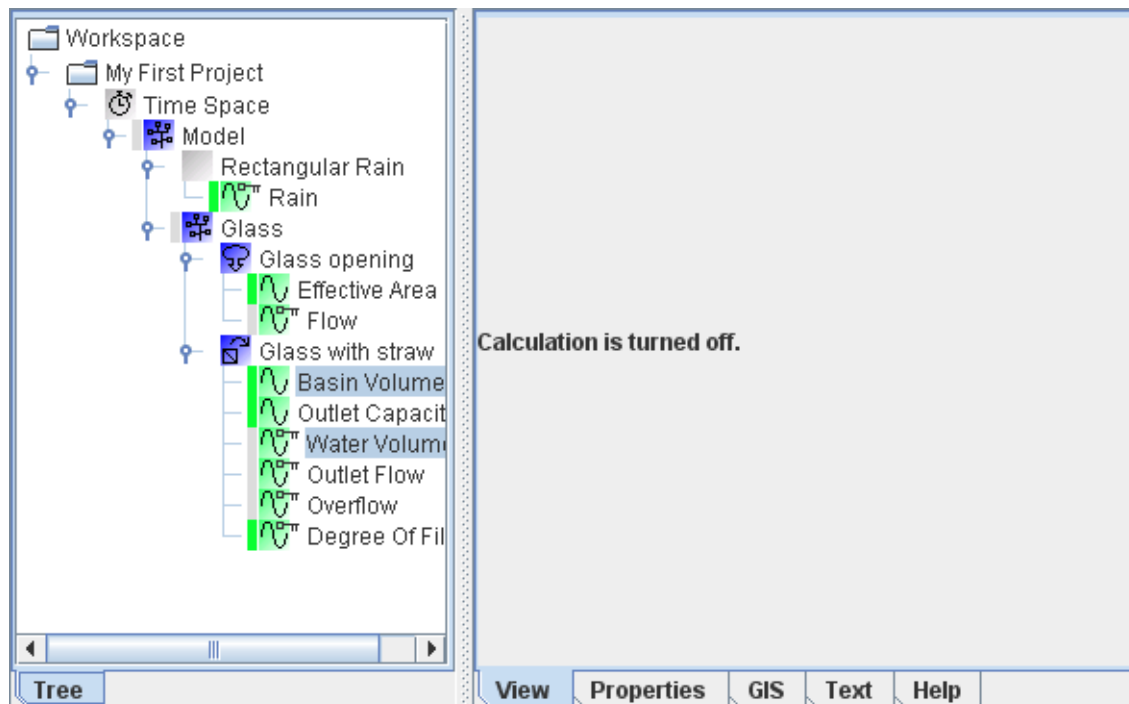 Workspace
My First Project
Time Space
Model
Rectangular Rain
Rain
Glass
Glass opening
Effective Area
Flow
Glass with straw
Basin Volume
Outlet Capacit
Water Volum
Outlet Flow
Overflow
Degree Of Fil
Calculation is turned off.
Tree
View Properties GIS Text Help